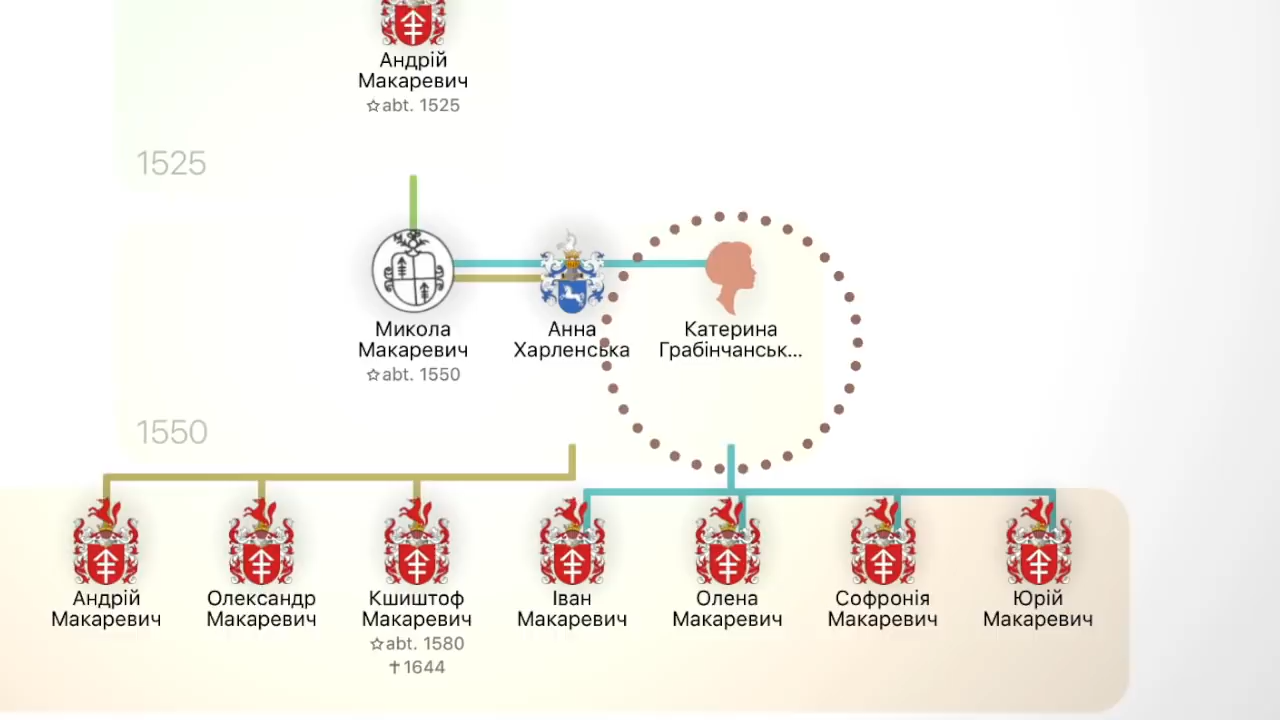 Андрій
Макаревич
☆abt. 1525
1525
Микола
Макаревич
☆abt. 1550
Анна
Харленська
Катерина
Грабінчанськ...
1550
Андрій
Макаревич
Олександр
Макаревич
Кшиштоф
Макаревич
☆abt. 1580
✝1644
Іван
Макаревич
Олена
Макаревич
Софронія
Макаревич
Юрій
Макаревич